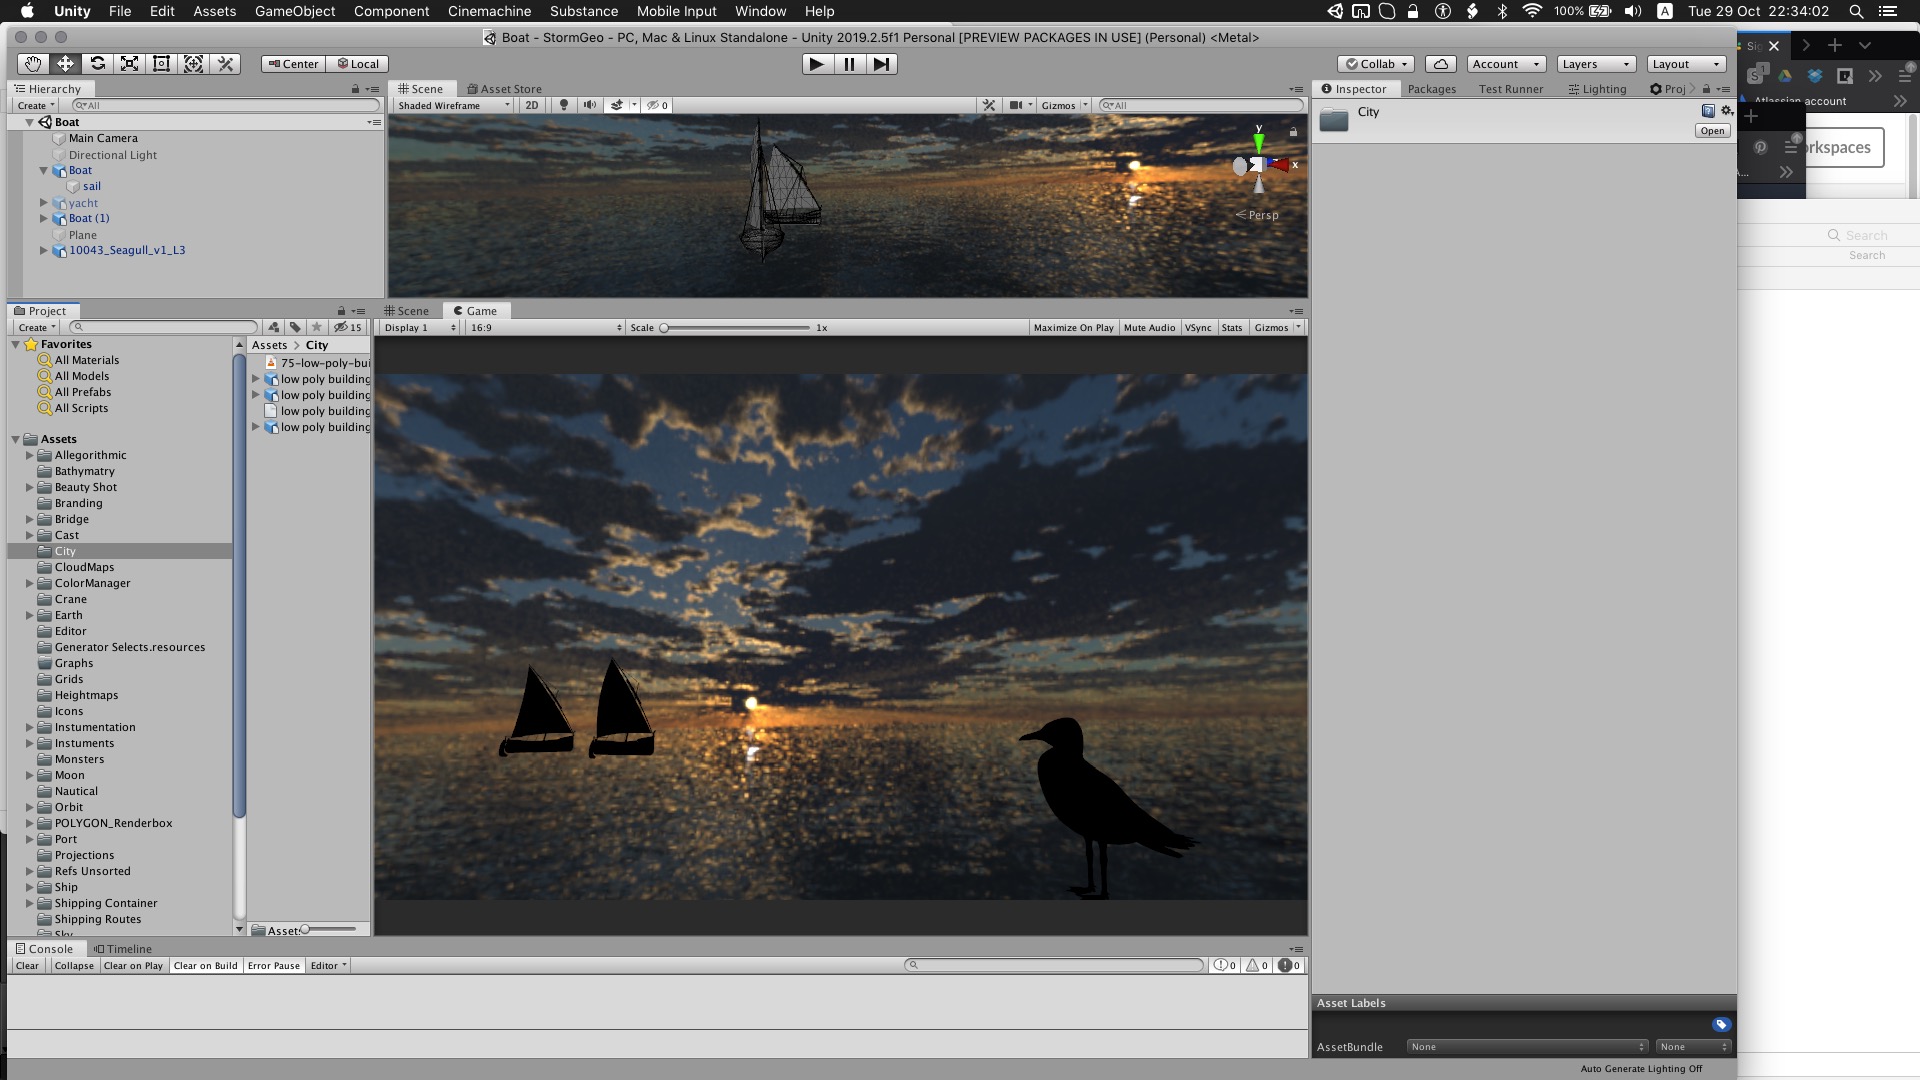 Unity File Edit Assets GameObject Component Cinemachine Substance Mobile Input Window Help 100% A Tue 29 Oct 22:34:02
Boat - StormGeo - PC, Mac & Linux Standalone - Unity 2019.2.5f1 Personal [PREVIEW PACKAGES IN USE] (Personal) <Metal>
Center Local Collab Account Layers Layout
Hierarchy
Create All
Boat
Main Camera
Directional Light
Boat
sail
yacht
Boat (1)
Plane
10043_Seagull_v1_L3
Scene Asset Store
Shaded Wireframe 2D 0 Gizmos All
y
x
Persp
Inspector Packages Test Runner Lighting Proj
City
Open
Atlassian account
orkspaces
Search
Search
Project
Create 15
Favorites
All Materials
All Models
All Prefabs
All Scripts
Assets
Allegorithmic
Bathymatry
Beauty Shot
Branding
Bridge
Cast
City
CloudMaps
ColorManager
Crane
Earth
Editor
Generator Selects.resources
Graphs
Grids
Heightmaps
Icons
Instumentation
Instuments
Monsters
Moon
Nautical
Orbit
POLYGON_Renderbox
Port
Projections
Refs Unsorted
Ship
Shipping Container
Shipping Routes
Sky
Assets > City
75-low-poly-bui
low poly building
low poly building
low poly building
low poly building
Assets
Scene Game
Display 1 16:9 Scale 1x Maximize On Play Mute Audio VSync Stats Gizmos
Console Timeline
Clear Collapse Clear on Play Clear on Build Error Pause Editor 0 0 0
Asset Labels
AssetBundle None None
Auto Generate Lighting Off